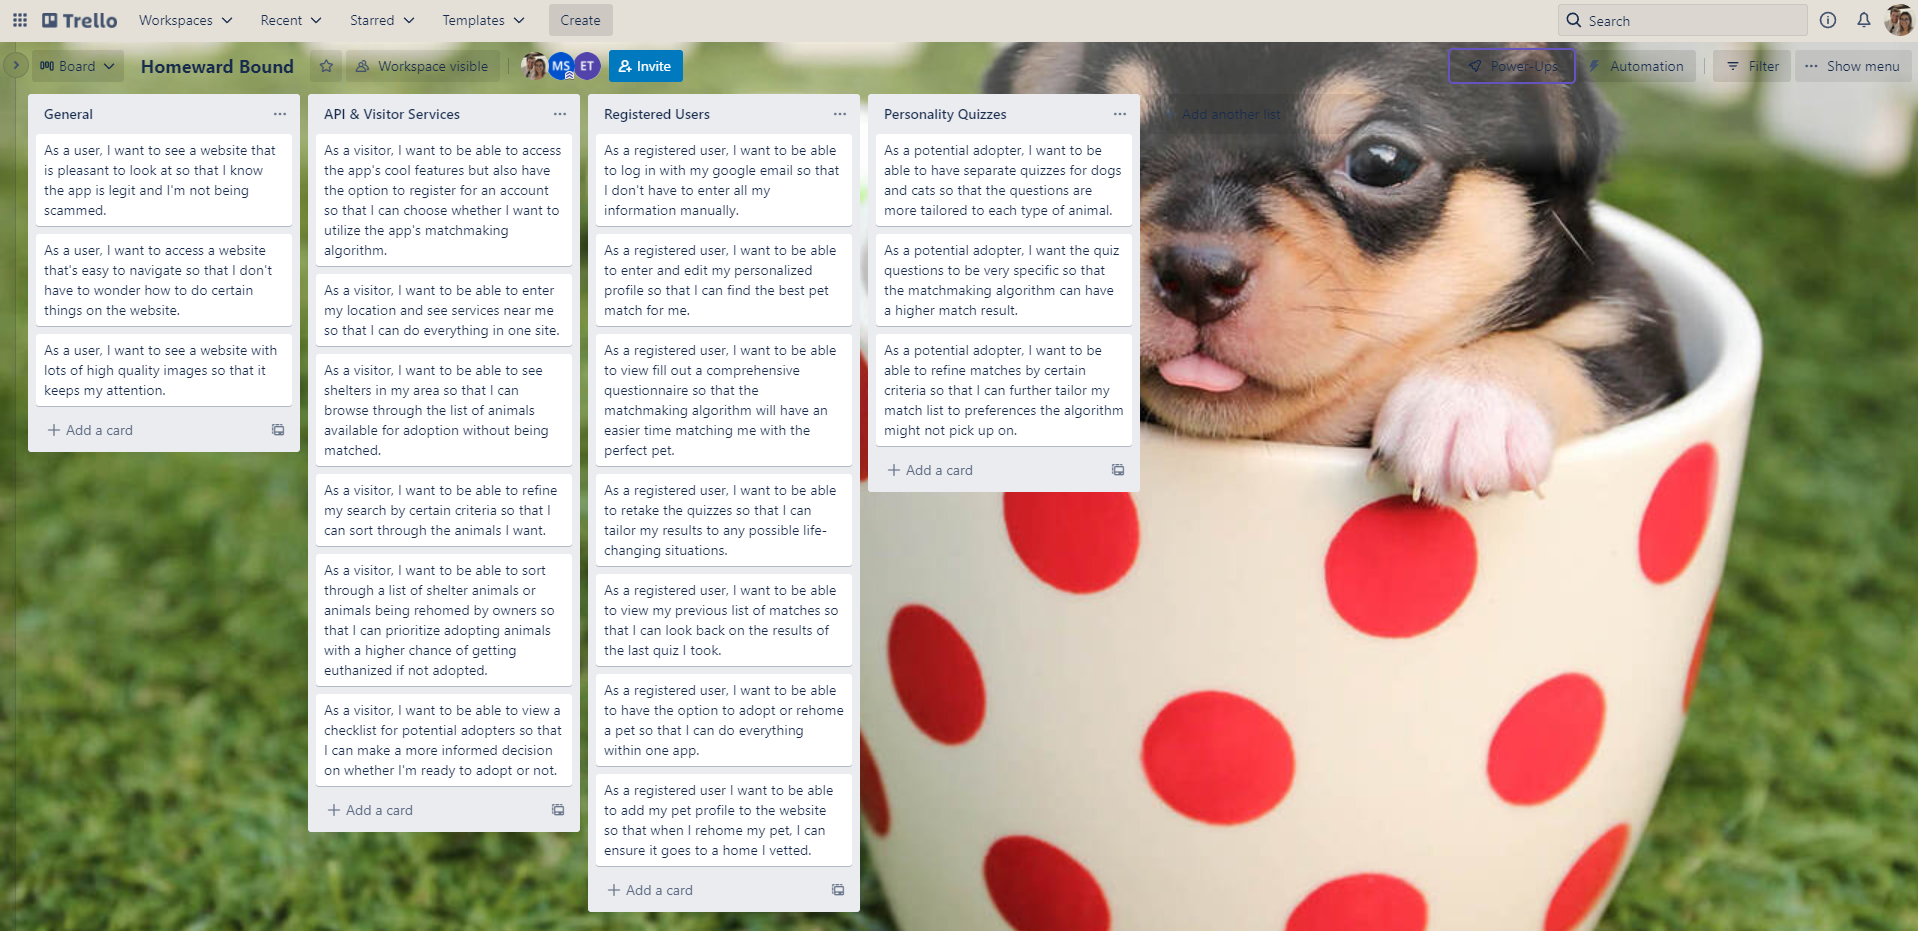 Trello Workspaces Recent Starred Templates Create Search
Board Homeward Bound Workspace visible MS ET Invite Power-Ups Automation Filter Show menu
General
As a user, I want to see a website that
is pleasant to look at so that I know
the app is legit and I'm not being
scammed.
As a user, I want to access a website
that's easy to navigate so that I don't
have to wonder how to do certain
things on the website.
As a user, I want to see a website with
lots of high quality images so that it
keeps my attention.
Add a card
API & Visitor Services
As a visitor, I want to be able to access
the app's cool features but also have
the option to register for an account
so that I can choose whether I want to
utilize the app's matchmaking
algorithm.
As a visitor, I want to be able to enter
my location and see services near me
so that I can do everything in one site.
As a visitor, I want to be able to see
shelters in my area so that I can
browse through the list of animals
available for adoption without being
matched.
As a visitor, I want to be able to refine
my search by certain criteria so that I
can sort through the animals I want.
As a visitor, I want to be able to sort
through a list of shelter animals or
animals being rehomed by owners so
that I can prioritize adopting animals
with a higher chance of getting
euthanized if not adopted.
As a visitor, I want to be able to view a
checklist for potential adopters so that
I can make a more informed decision
on whether I'm ready to adopt or not.
Add a card
Registered Users
As a registered user, I want to be able
to log in with my google email so that
I don't have to enter all my
information manually.
As a registered user, I want to be able
to enter and edit my personalized
profile so that I can find the best pet
match for me.
As a registered user, I want to be able
to view fill out a comprehensive
questionnaire so that the
matchmaking algorithm will have an
easier time matching me with the
perfect pet.
As a registered user, I want to be able
to retake the quizzes so that I can
tailor my results to any possible life-
changing situations.
As a registered user, I want to be able
to view my previous list of matches so
that I can look back on the results of
the last quiz I took.
As a registered user, I want to be able
to have the option to adopt or rehome
a pet so that I can do everything
within one app.
As a registered user I want to be able
to add my pet profile to the website
so that when I rehome my pet, I can
ensure it goes to a home I vetted.
Add a card
Personality Quizzes
As a potential adopter, I want to be
able to have separate quizzes for dogs
and cats so that the questions are
more tailored to each type of animal.
As a potential adopter, I want the quiz
questions to be very specific so that
the matchmaking algorithm can have
a higher match result.
As a potential adopter, I want to be
able to refine matches by certain
criteria so that I can further tailor my
match list to preferences the algorithm
might not pick up on.
Add a card
Add another list